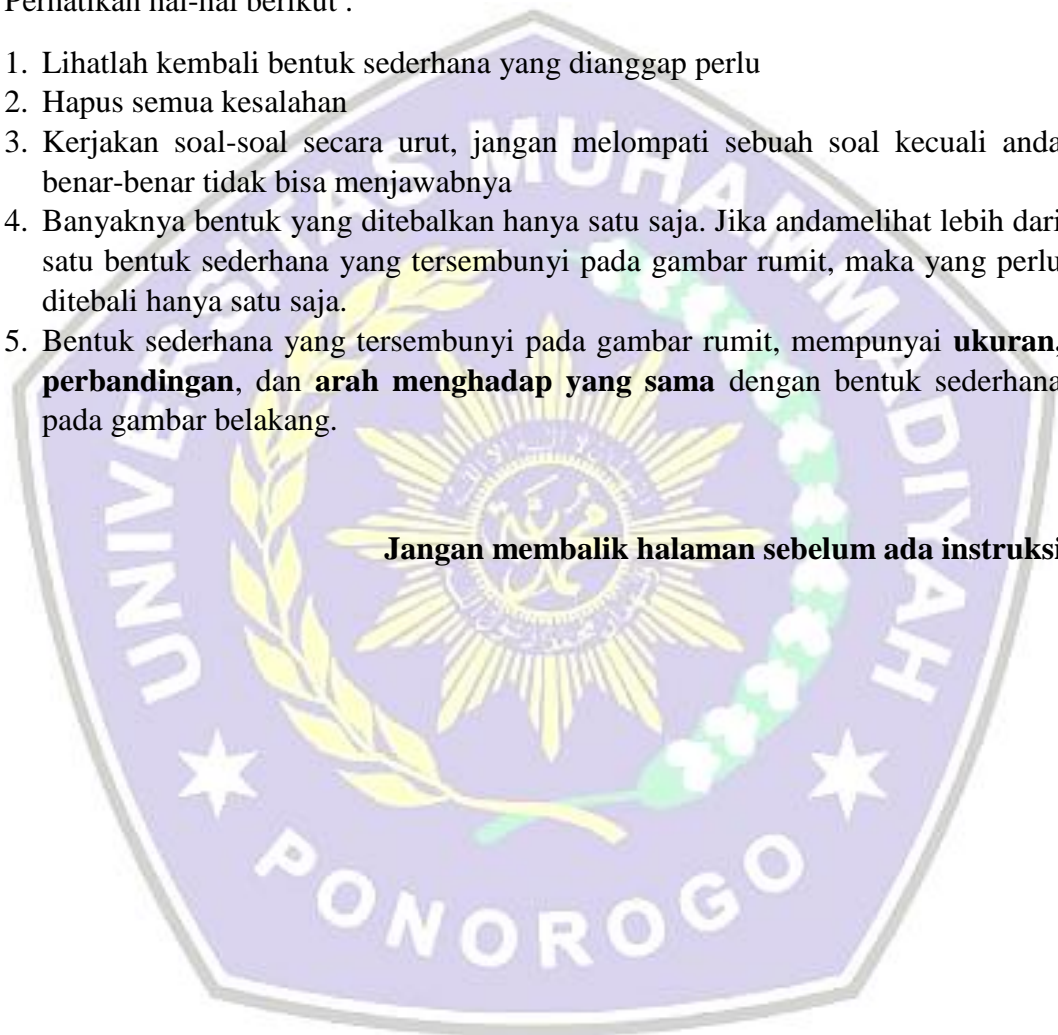 Perhatikan hal-hal berikut :
1. Lihatlah kembali bentuk sederhana yang dianggap perlu
2. Hapus semua kesalahan
3. Kerjakan soal-soal secara urut, jangan melompati sebuah soal kecuali anda
benar-benar tidak bisa menjawabnya
4. Banyaknya bentuk yang ditebalkan hanya satu saja. Jika andamelihat lebih dari
satu bentuk sederhana yang tersembunyi pada gambar rumit, maka yang perlu
ditebali hanya satu saja.
5. Bentuk sederhana yang tersembunyi pada gambar rumit, mempunyai ukuran,
perbandingan, dan arah menghadap yang sama dengan bentuk sederhana
pada gambar belakang.
Jangan membalik halaman sebelum ada instruksi
UNIVERSITAS MUHAMMADIYAH
PONOROGO